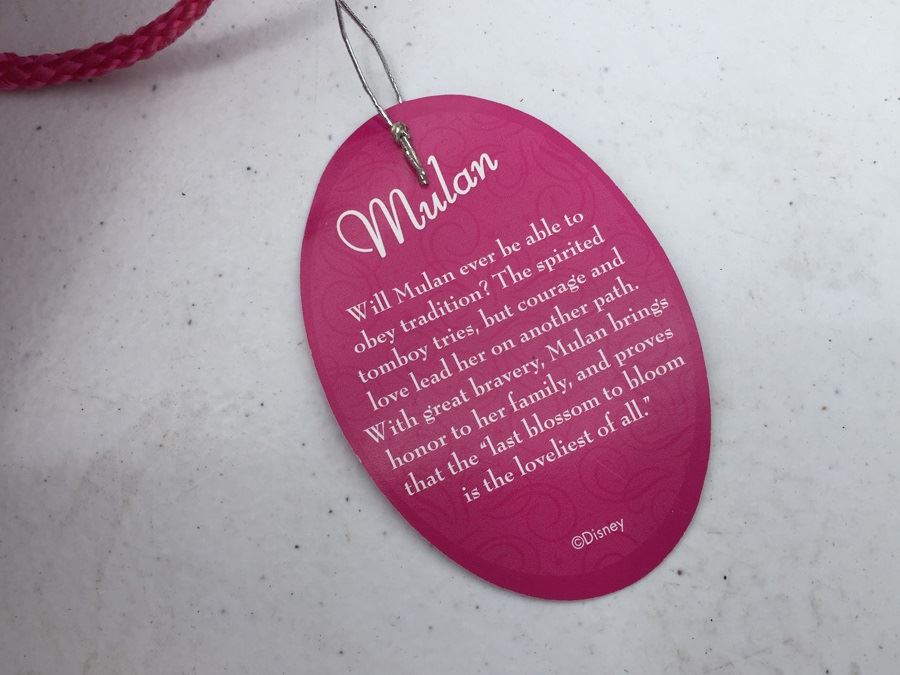 Mulan
Will Mulan ever be able to
obey tradition? The spirited
tomboy tries, but courage and
love lead her on another path.
With great bravery, Mulan brings
honor to her family, and proves
that the “last blossom to bloom
is the loveliest of all.”
©Disney